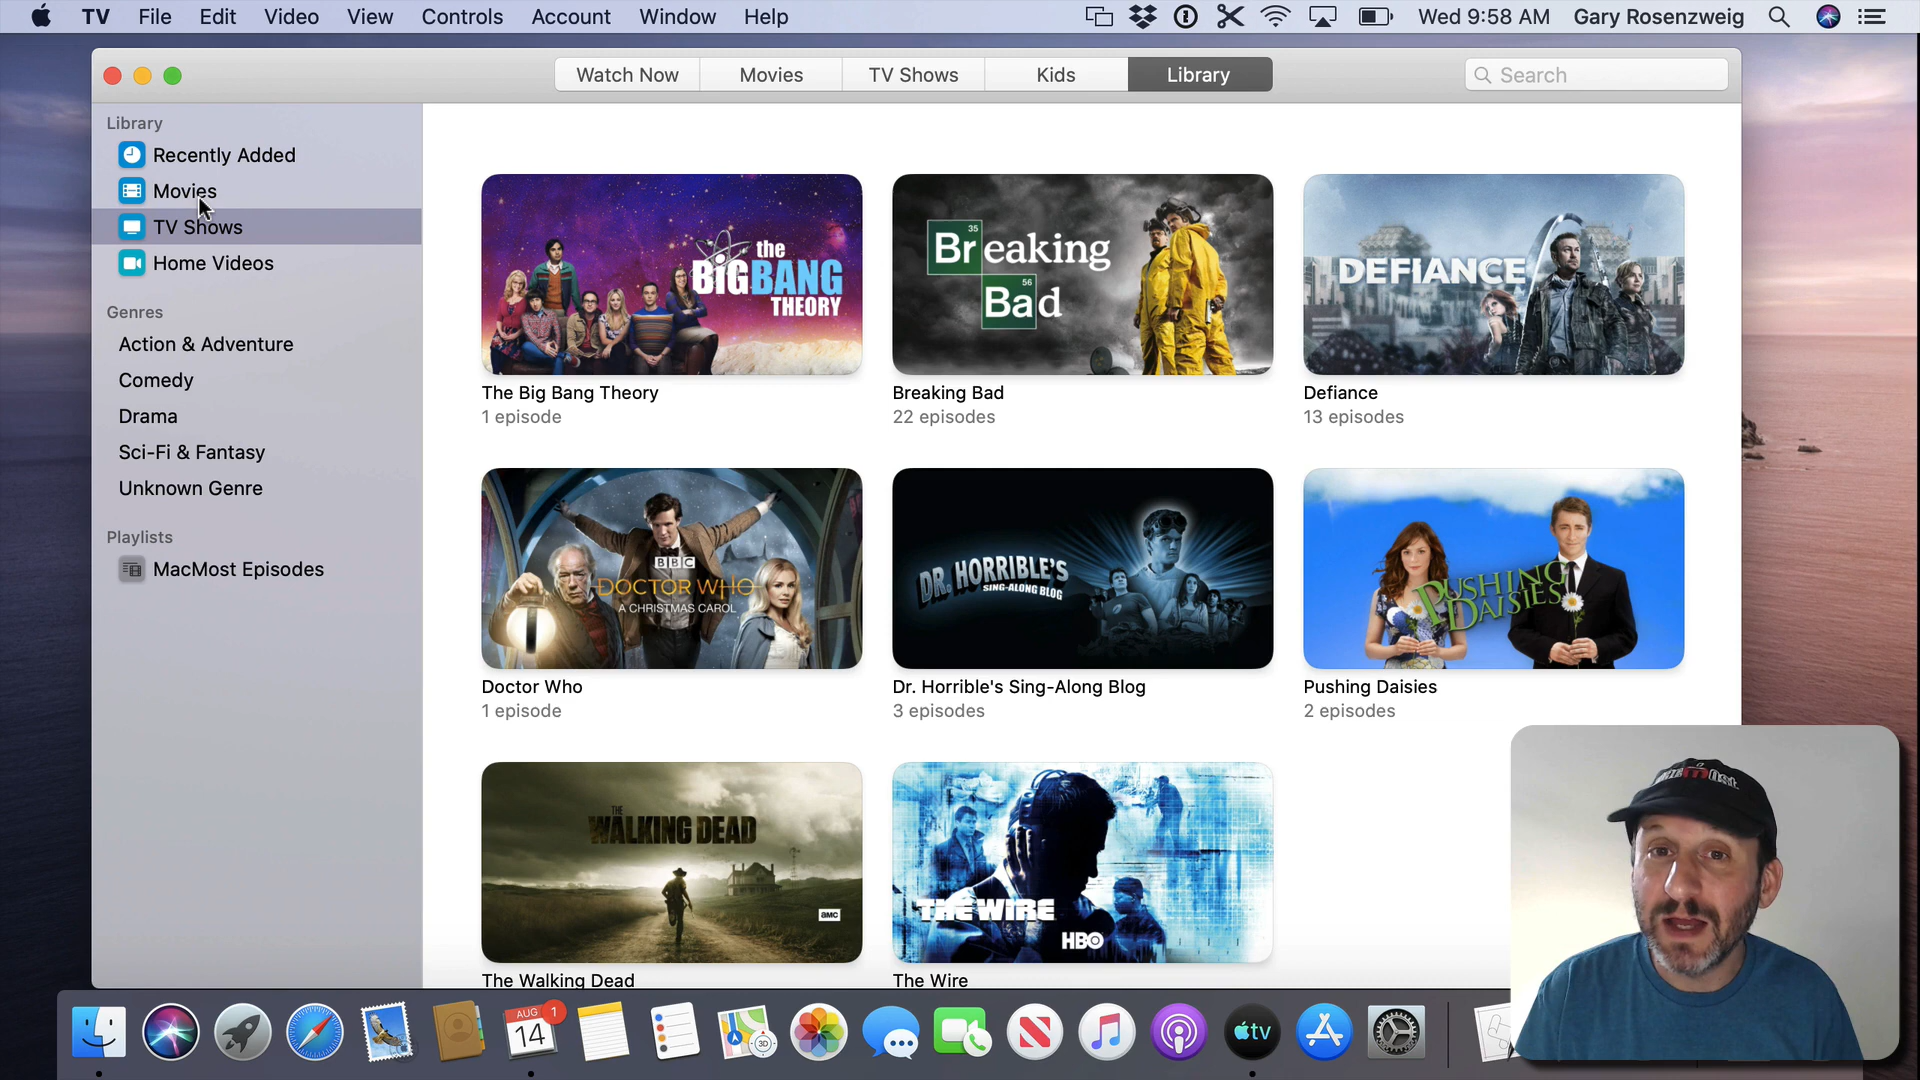 TV File Edit Video View Controls Account Window Help Wed 9:58 AM Gary Rosenzweig
Watch Now Movies TV Shows Kids Library Search
Library
Recently Added
Movies
TV Shows
Home Videos
Genres
Action & Adventure
Comedy
Drama
Sci-Fi & Fantasy
Unknown Genre
Playlists
MacMost Episodes
the
BIG BANG
THEORY
The Big Bang Theory
1 episode
35
Breaking
56
Bad
Breaking Bad
22 episodes
DEFIANCE
Defiance
13 episodes
BBC
DOCTOR WHO
A CHRISTMAS CAROL
Doctor Who
1 episode
DR. HORRIBLE'S
SING-ALONG BLOG
Dr. Horrible's Sing-Along Blog
3 episodes
PUSHING
DAISIES
Pushing Daisies
2 episodes
THE
WALKING DEAD
amc
The Walking Dead
THE WIRE
HBO
The Wire
AUG
14
1
3D
tv